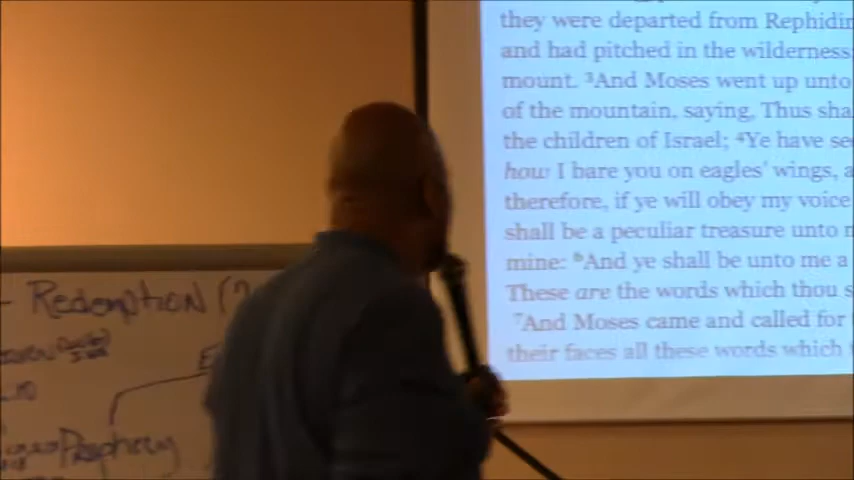 they were departed from Rephidim
and had pitched in the wilderness
mount. ³And Moses went up unto
of the mountain, saying, Thus sha
the children of Israel; ⁴Ye have se
how I bare you on eagles' wings, a
therefore, if ye will obey my voice
shall be a peculiar treasure unto m
mine: ⁶And ye shall be unto me a
These are the words which thou s
⁷And Moses came and called for
their faces all these words which
- Redemption (
Prophecy